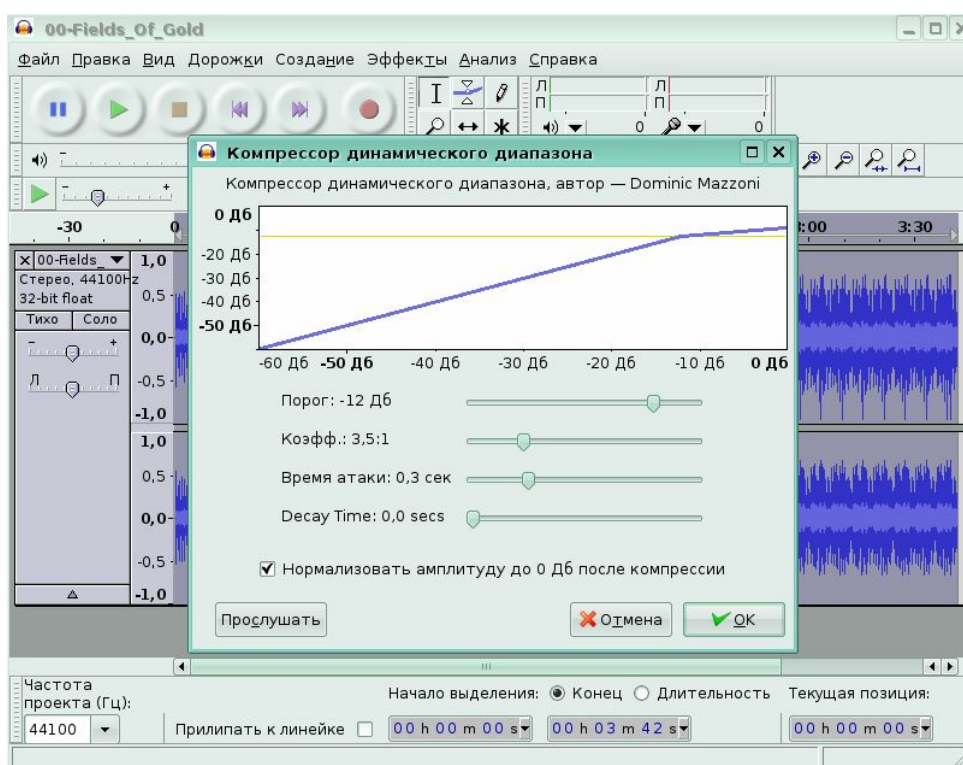 00-Fields_Of_Gold
Файл Правка Вид Дорожки Создание Эффекты Анализ Справка
Л
П
Л
П
0
0
Компрессор динамического диапазона
Компрессор динамического диапазона, автор — Dominic Mazzoni
0 Дб
-20 Дб
-30 Дб
-40 Дб
-50 Дб
-60 Дб -50 Дб -40 Дб -30 Дб -20 Дб -10 Дб 0 Дб
Порог: -12 Дб
Коэфф.: 3,5:1
Время атаки: 0,3 сек
Decay Time: 0,0 secs
Нормализовать амплитуду до 0 Дб после компрессии
Прослушать Отмена OK
- +
-30 0 3:30
00-Fields_
Стерео, 44100Hz
32-bit float
Тихо Соло
- +
Л П
1,0
0,5
0,0
-0,5
-1,0
1,0
0,5
0,0
-0,5
-1,0
Частота
проекта (Гц):
44100
Прилипать к линейке
Начало выделения: Конец Длительность Текущая позиция:
00 h 00 m 00 s 00 h 03 m 42 s 00 h 00 m 00 s